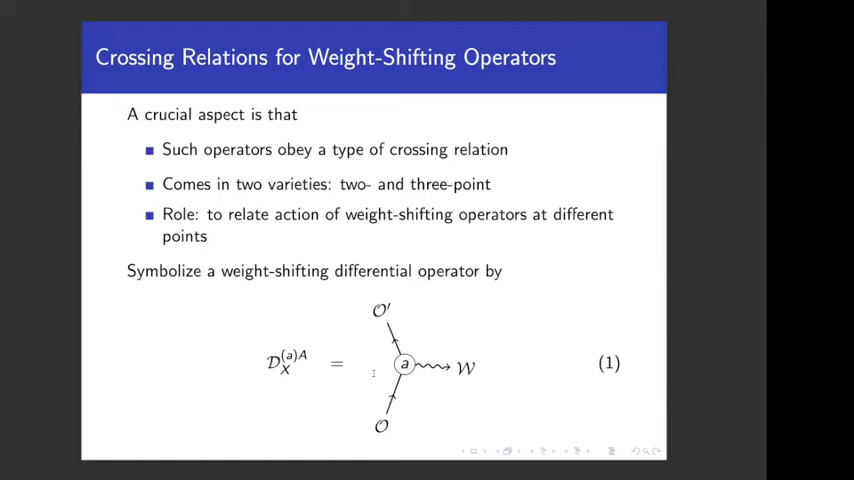 Crossing Relations for Weight-Shifting Operators
A crucial aspect is that
Such operators obey a type of crossing relation
Comes in two varieties: two- and three-point
Role: to relate action of weight-shifting operators at different
points
Symbolize a weight-shifting differential operator by
𝒪′
𝒟_X^{(a)A} = a 𝒲 (1)
𝒪